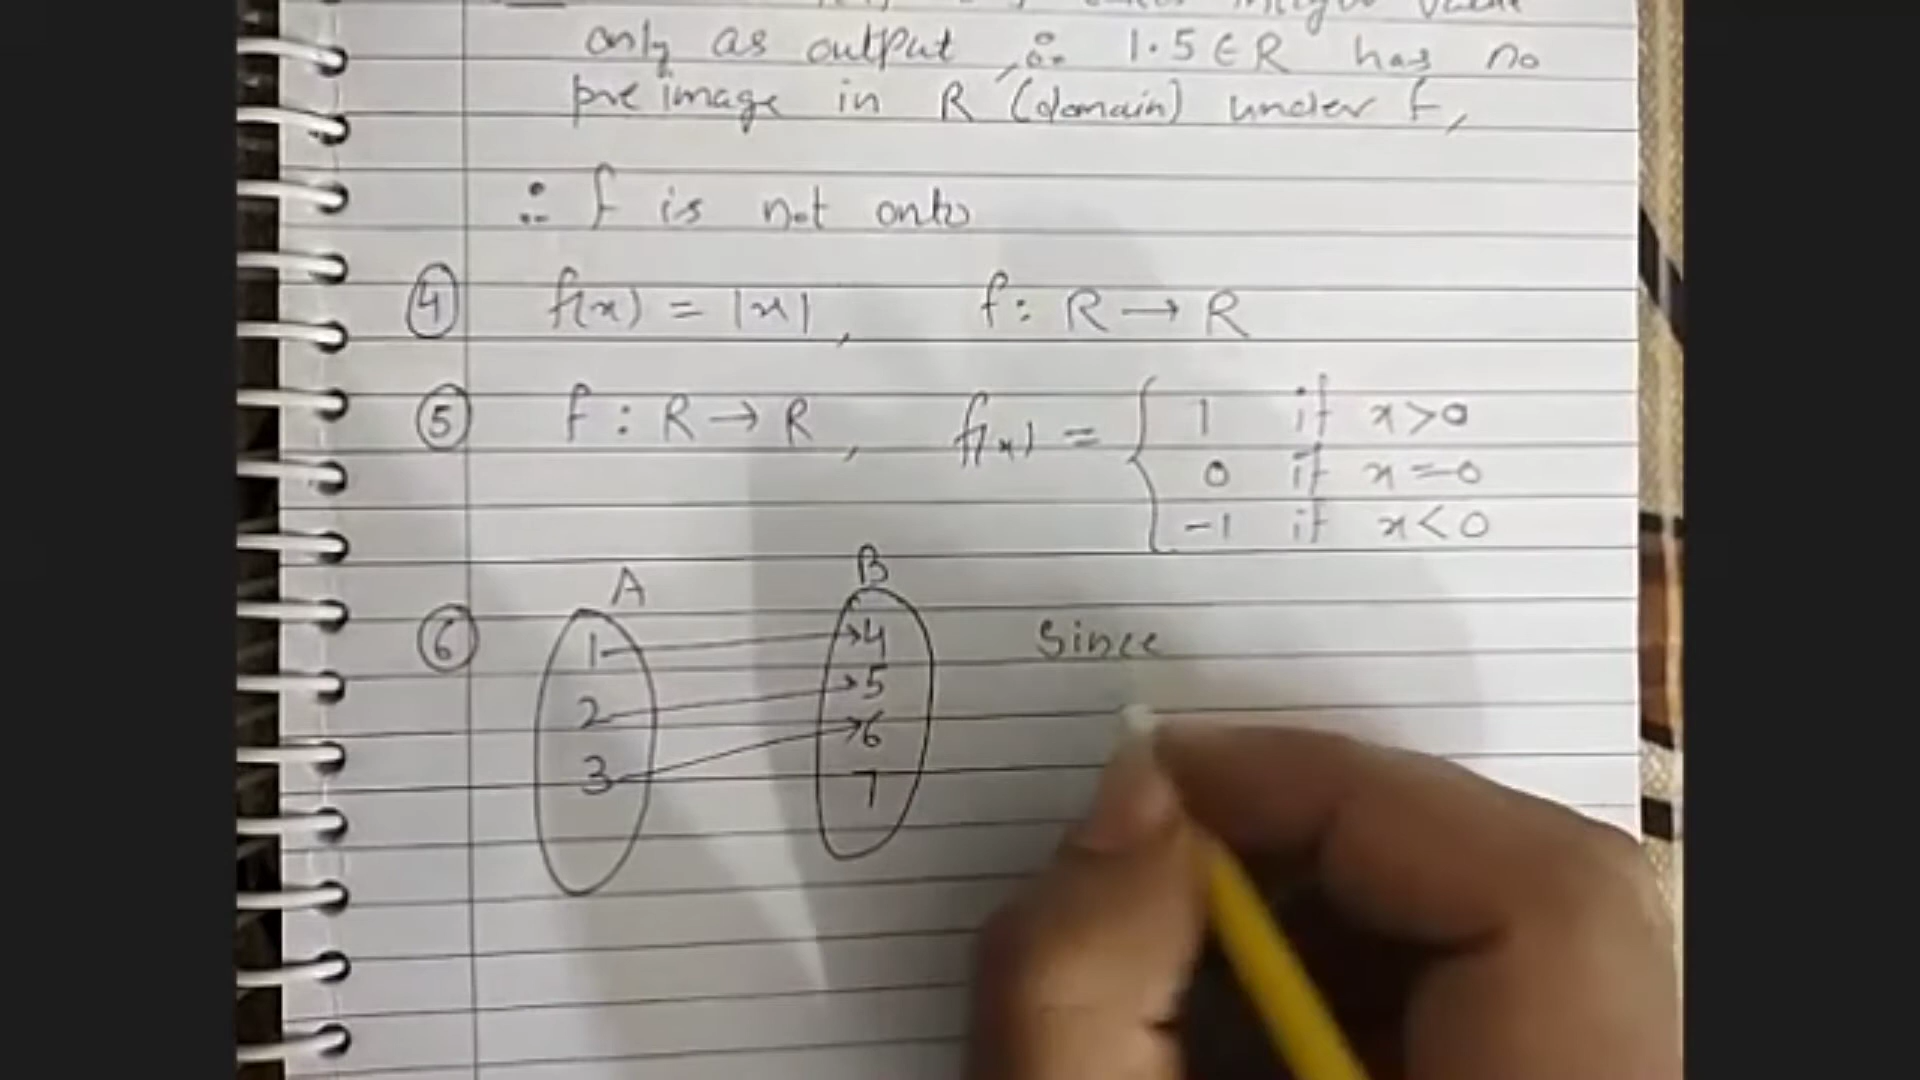 only as output, ∴ 1.5 ∈ R has no
pre image in R (domain) under f,
∴ f is not onto
④ f(x) = |x|, f: R → R
⑤ f : R → R, f(x) = { 1 if x>0
0 if x=0
-1 if x<0
A B
⑥ 1 4 Since
2 5
3 6
7